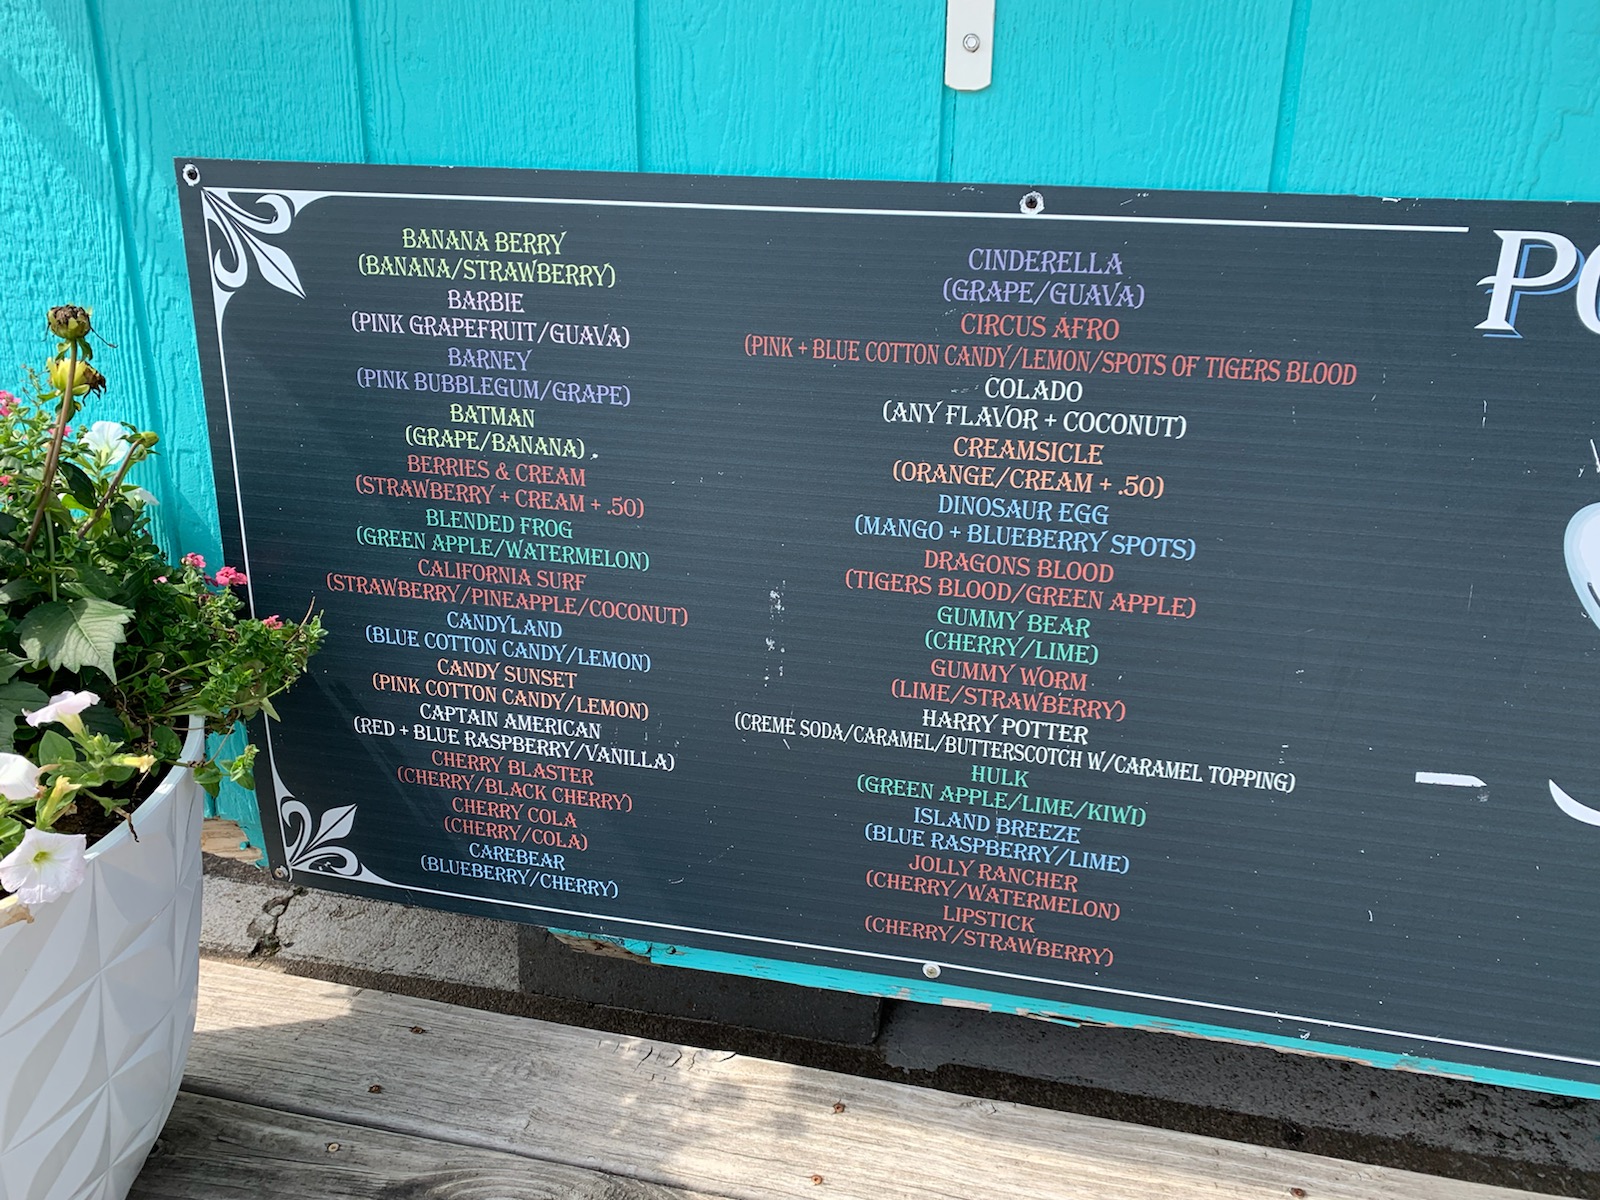 BANANA BERRY
(BANANA/STRAWBERRY)
BARBIE
(PINK GRAPEFRUIT/GUAVA)
BARNEY
(PINK BUBBLEGUM/GRAPE)
BATMAN
(GRAPE/BANANA)
BERRIES & CREAM
(STRAWBERRY + CREAM + .50)
BLENDED FROG
(GREEN APPLE/WATERMELON)
CALIFORNIA SURF
(STRAWBERRY/PINEAPPLE/COCONUT)
CANDYLAND
(BLUE COTTON CANDY/LEMON)
CANDY SUNSET
(PINK COTTON CANDY/LEMON)
CAPTAIN AMERICAN
(RED + BLUE RASPBERRY/VANILLA)
CHERRY BLASTER
(CHERRY/BLACK CHERRY)
CHERRY COLA
(CHERRY/COLA)
CAREBEAR
(BLUEBERRY/CHERRY)
CINDERELLA
(GRAPE/GUAVA)
CIRCUS AFRO
(PINK + BLUE COTTON CANDY/LEMON/SPOTS OF TIGERS BLOOD
COLADO
(ANY FLAVOR + COCONUT)
CREAMSICLE
(ORANGE/CREAM + .50)
DINOSAUR EGG
(MANGO + BLUEBERRY SPOTS)
DRAGONS BLOOD
(TIGERS BLOOD/GREEN APPLE)
GUMMY BEAR
(CHERRY/LIME)
GUMMY WORM
(LIME/STRAWBERRY)
HARRY POTTER
(CREME SODA/CARAMEL/BUTTERSCOTCH W/CARAMEL TOPPING)
HULK
(GREEN APPLE/LIME/KIWI)
ISLAND BREEZE
(BLUE RASPBERRY/LIME)
JOLLY RANCHER
(CHERRY/WATERMELON)
LIPSTICK
(CHERRY/STRAWBERRY)